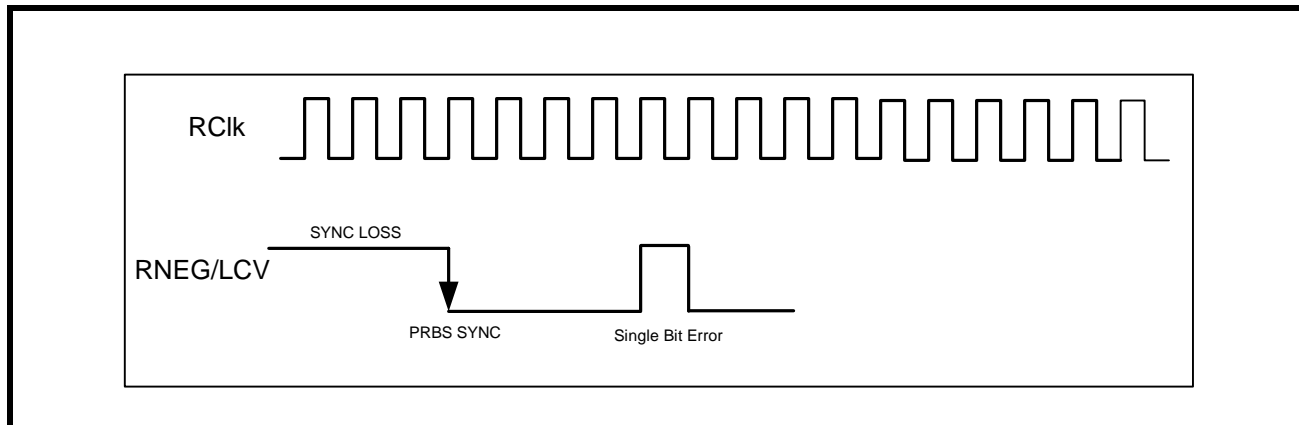 RClk
SYNC LOSS
RNEG/LCV
PRBS SYNC
Single Bit Error